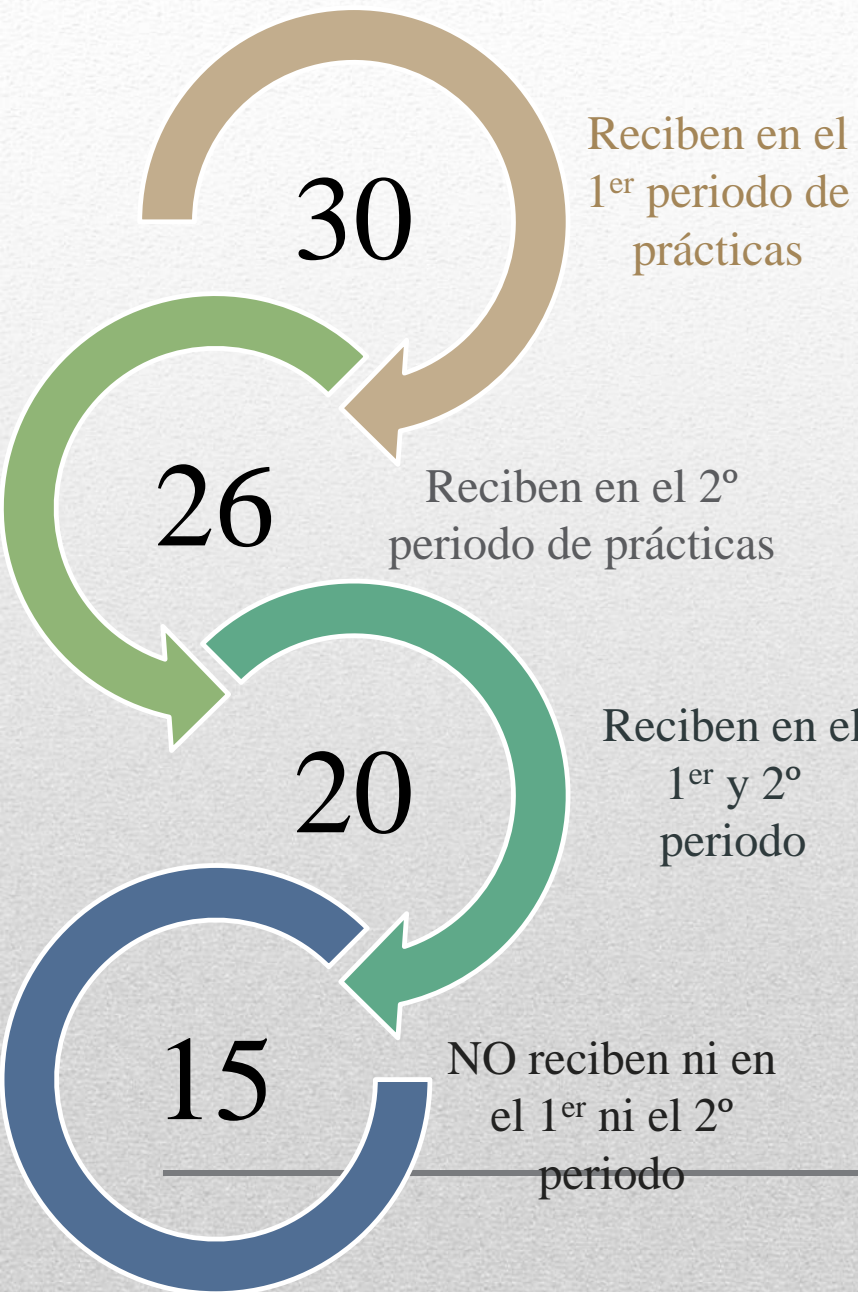 30
Reciben en el
1er periodo de
prácticas
26
Reciben en el 2º
periodo de prácticas
20
Reciben en el
1er y 2º
periodo
15
NO reciben ni en
el 1er ni el 2º
periodo